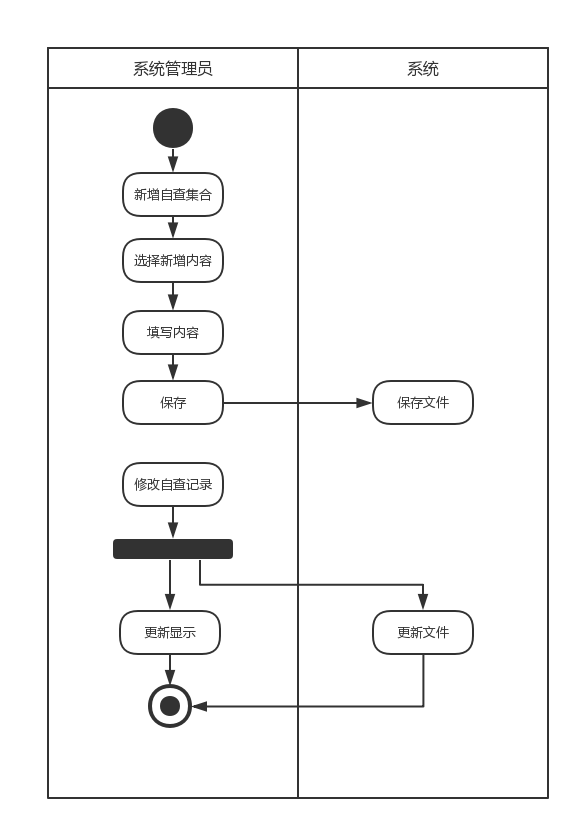 系统管理员
系统
新增自查集合
选择新增内容
填写内容
保存
保存文件
修改自查记录
更新显示
更新文件